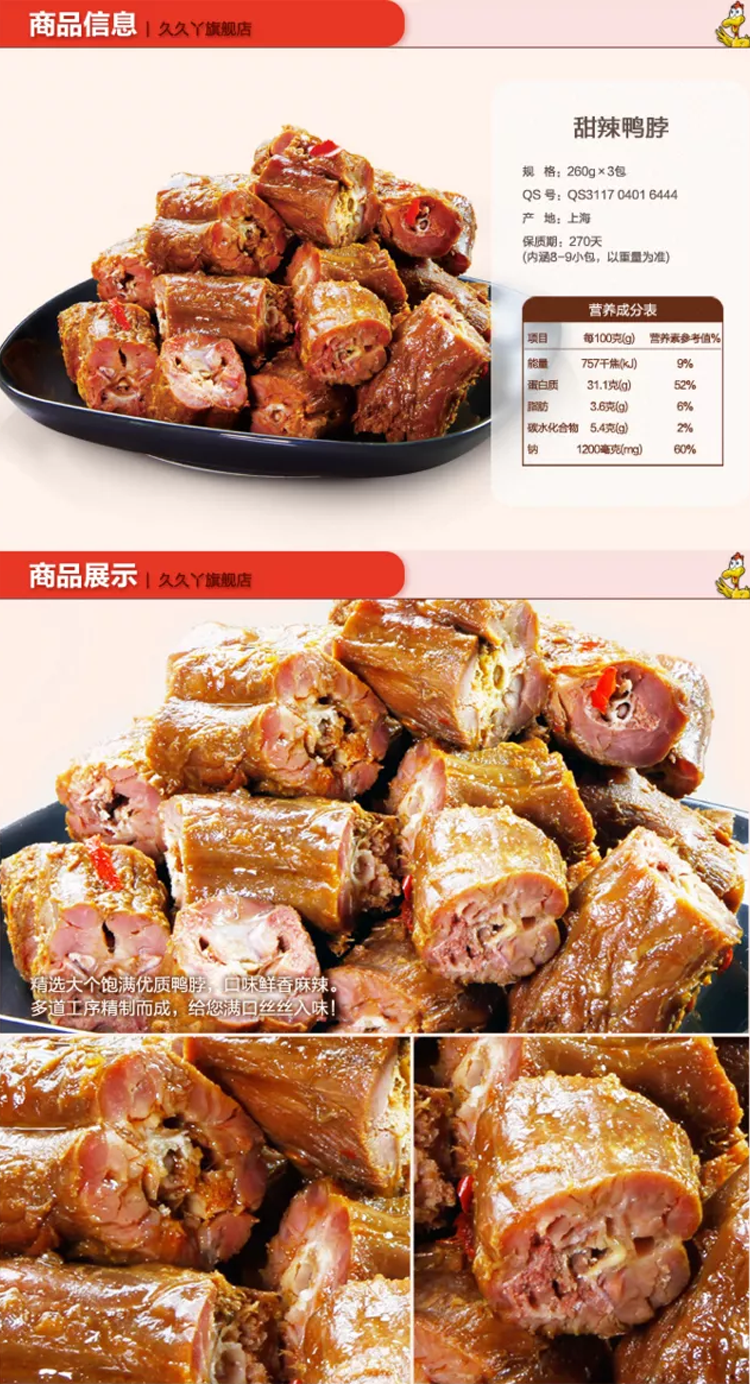 商品信息 | 久久丫旗舰店
甜辣鸭脖
规 格：260g×3包
QS 号：QS3117 0401 6444
产 地：上海
保质期：270天
(内涵8-9小包，以重量为准)
营养成分表
项目 每100克(g) 营养素参考值%
能量 757千焦(kJ) 9%
蛋白质 31.1克(g) 52%
脂肪 3.6克(g) 6%
碳水化合物 5.4克(g) 2%
钠 1200毫克(mg) 60%
商品展示 | 久久丫旗舰店
精选大个饱满优质鸭脖，口味鲜香麻辣。
多道工序精制而成，给您满口丝丝入味！